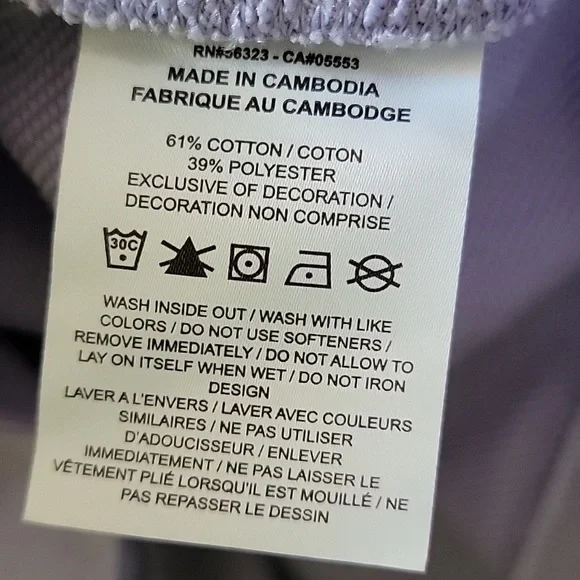 RN#56323 - CA#05553
MADE IN CAMBODIA
FABRIQUE AU CAMBODGE
61% COTTON / COTON
39% POLYESTER
EXCLUSIVE OF DECORATION /
DECORATION NON COMPRISE
30C
WASH INSIDE OUT / WASH WITH LIKE
COLORS / DO NOT USE SOFTENERS /
REMOVE IMMEDIATELY / DO NOT ALLOW TO
LAY ON ITSELF WHEN WET / DO NOT IRON
DESIGN
LAVER A L'ENVERS / LAVER AVEC COULEURS
SIMILAIRES / NE PAS UTILISER
D'ADOUCISSEUR / ENLEVER
IMMEDIATEMENT / NE PAS LAISSER LE
VÊTEMENT PLIÉ LORSQU'IL EST MOUILLÉ / NE
PAS REPASSER LE DESSIN